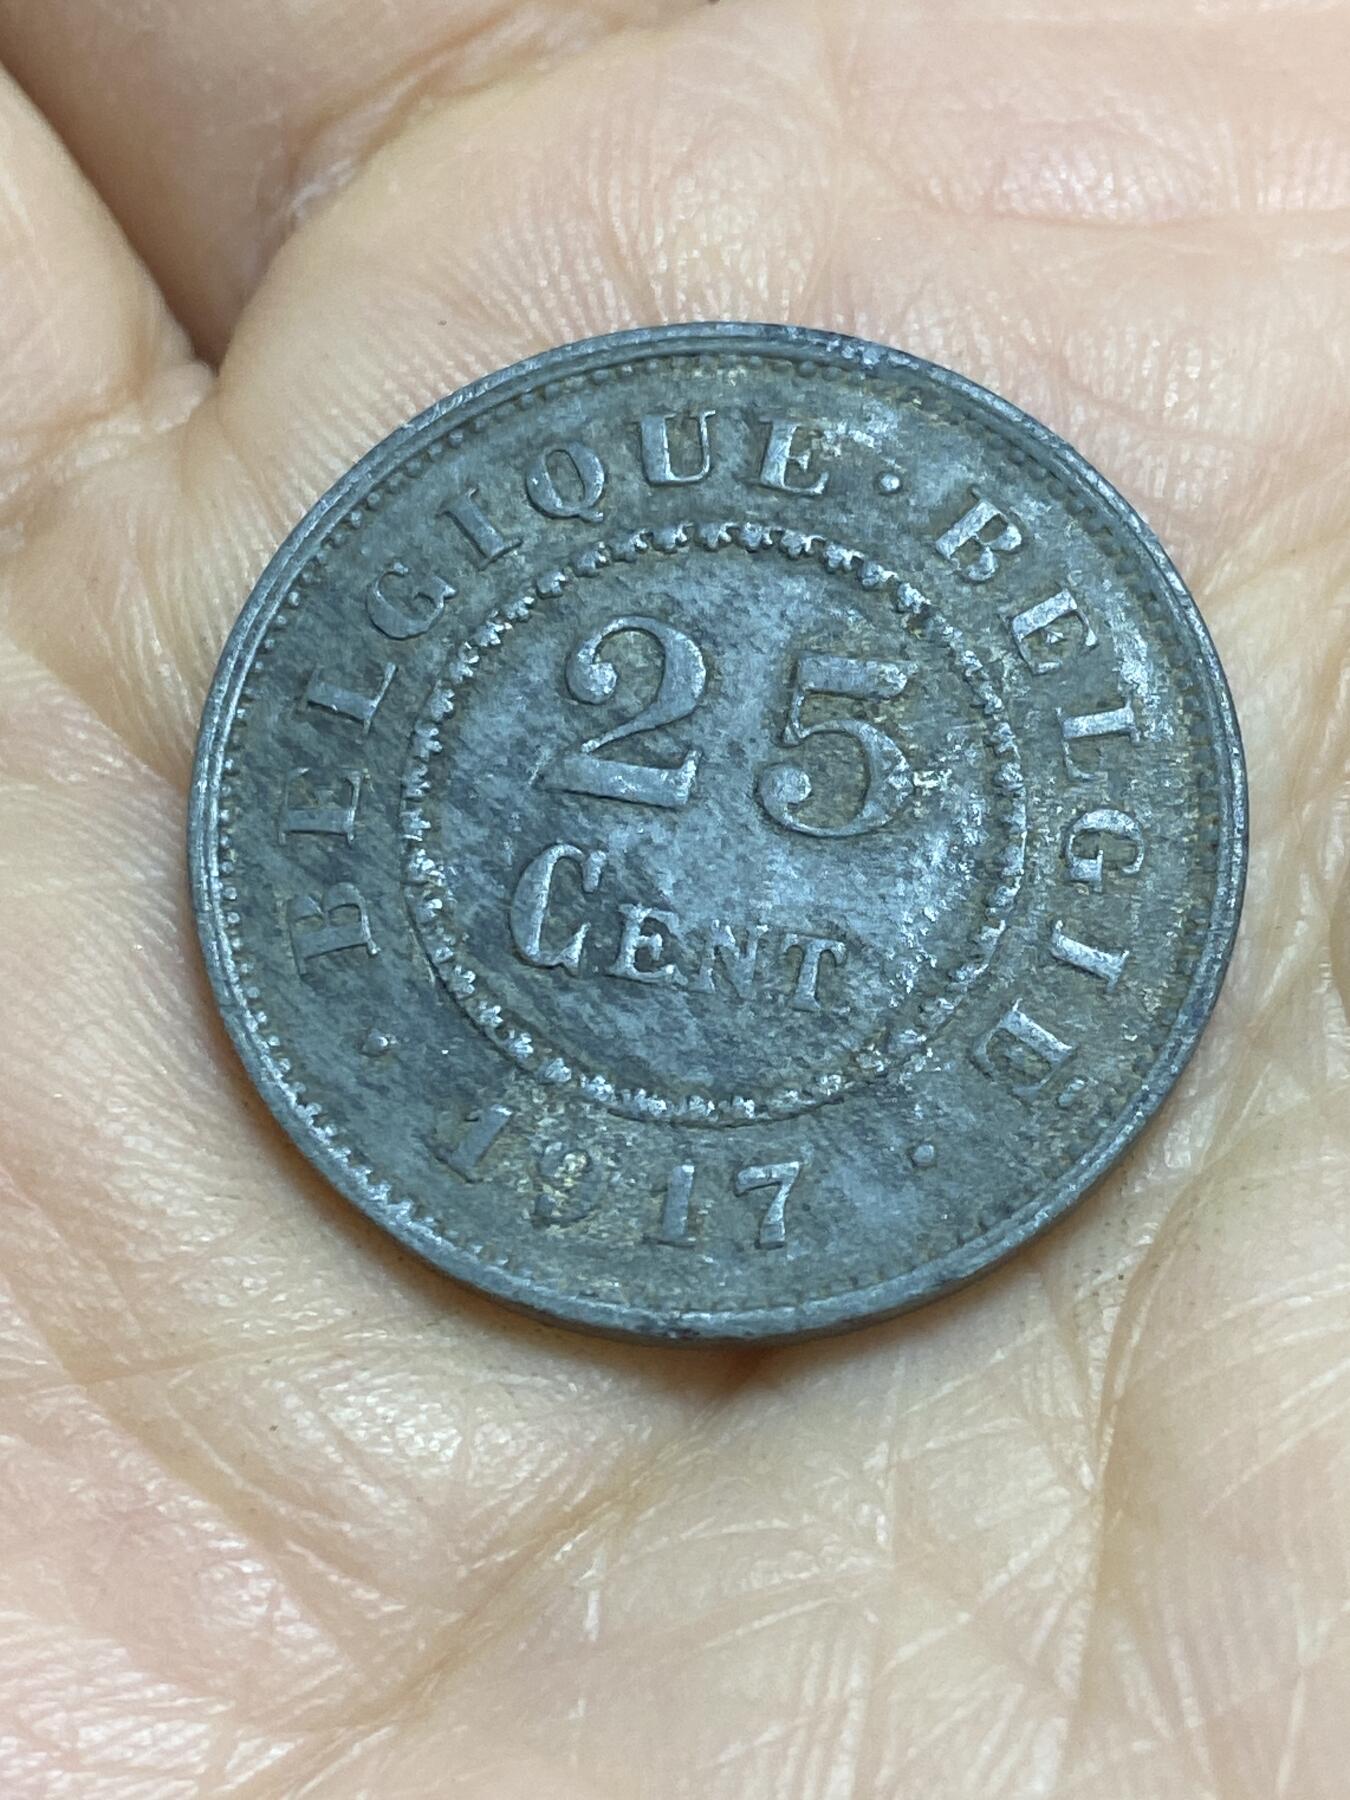 BELGIQUE · BELGIE
25
CENT
· 1917 ·